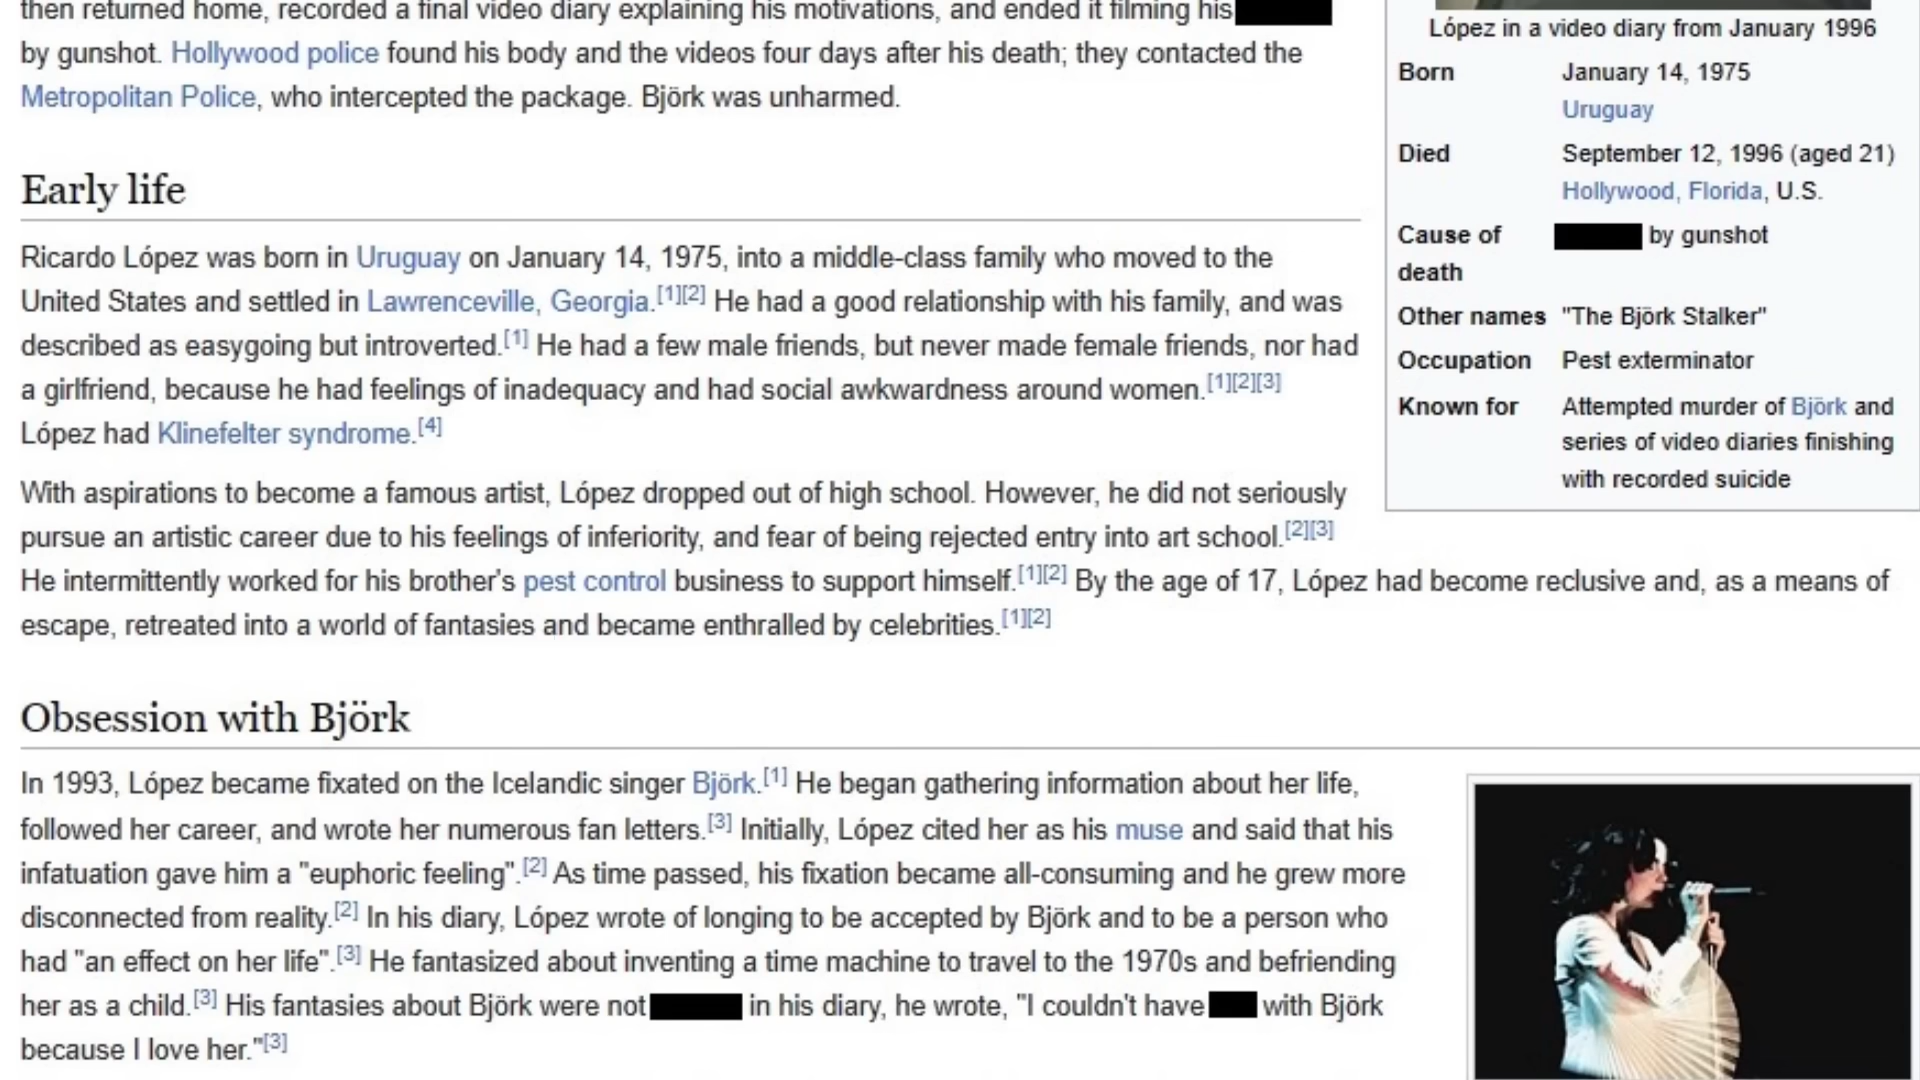 then returned home, recorded a final video diary explaining his motivations, and ended it filming his
by gunshot. Hollywood police found his body and the videos four days after his death; they contacted the
Metropolitan Police, who intercepted the package. Björk was unharmed.
Early life
Ricardo López was born in Uruguay on January 14, 1975, into a middle-class family who moved to the
United States and settled in Lawrenceville, Georgia.[1][2] He had a good relationship with his family, and was
described as easygoing but introverted.[1] He had a few male friends, but never made female friends, nor had
a girlfriend, because he had feelings of inadequacy and had social awkwardness around women.[1][2][3]
López had Klinefelter syndrome.[4]
With aspirations to become a famous artist, López dropped out of high school. However, he did not seriously
pursue an artistic career due to his feelings of inferiority, and fear of being rejected entry into art school.[2][3]
He intermittently worked for his brother's pest control business to support himself.[1][2] By the age of 17, López had become reclusive and, as a means of
escape, retreated into a world of fantasies and became enthralled by celebrities.[1][2]
Obsession with Björk
In 1993, López became fixated on the Icelandic singer Björk.[1] He began gathering information about her life,
followed her career, and wrote her numerous fan letters.[3] Initially, López cited her as his muse and said that his
infatuation gave him a "euphoric feeling".[2] As time passed, his fixation became all-consuming and he grew more
disconnected from reality.[2] In his diary, López wrote of longing to be accepted by Björk and to be a person who
had "an effect on her life".[3] He fantasized about inventing a time machine to travel to the 1970s and befriending
her as a child.[3] His fantasies about Björk were not in his diary, he wrote, "I couldn't have with Björk
because I love her."[3]
López in a video diary from January 1996
Born January 14, 1975
Uruguay
Died September 12, 1996 (aged 21)
Hollywood, Florida, U.S.
Cause of by gunshot
death
Other names "The Björk Stalker"
Occupation Pest exterminator
Known for Attempted murder of Björk and
series of video diaries finishing
with recorded suicide